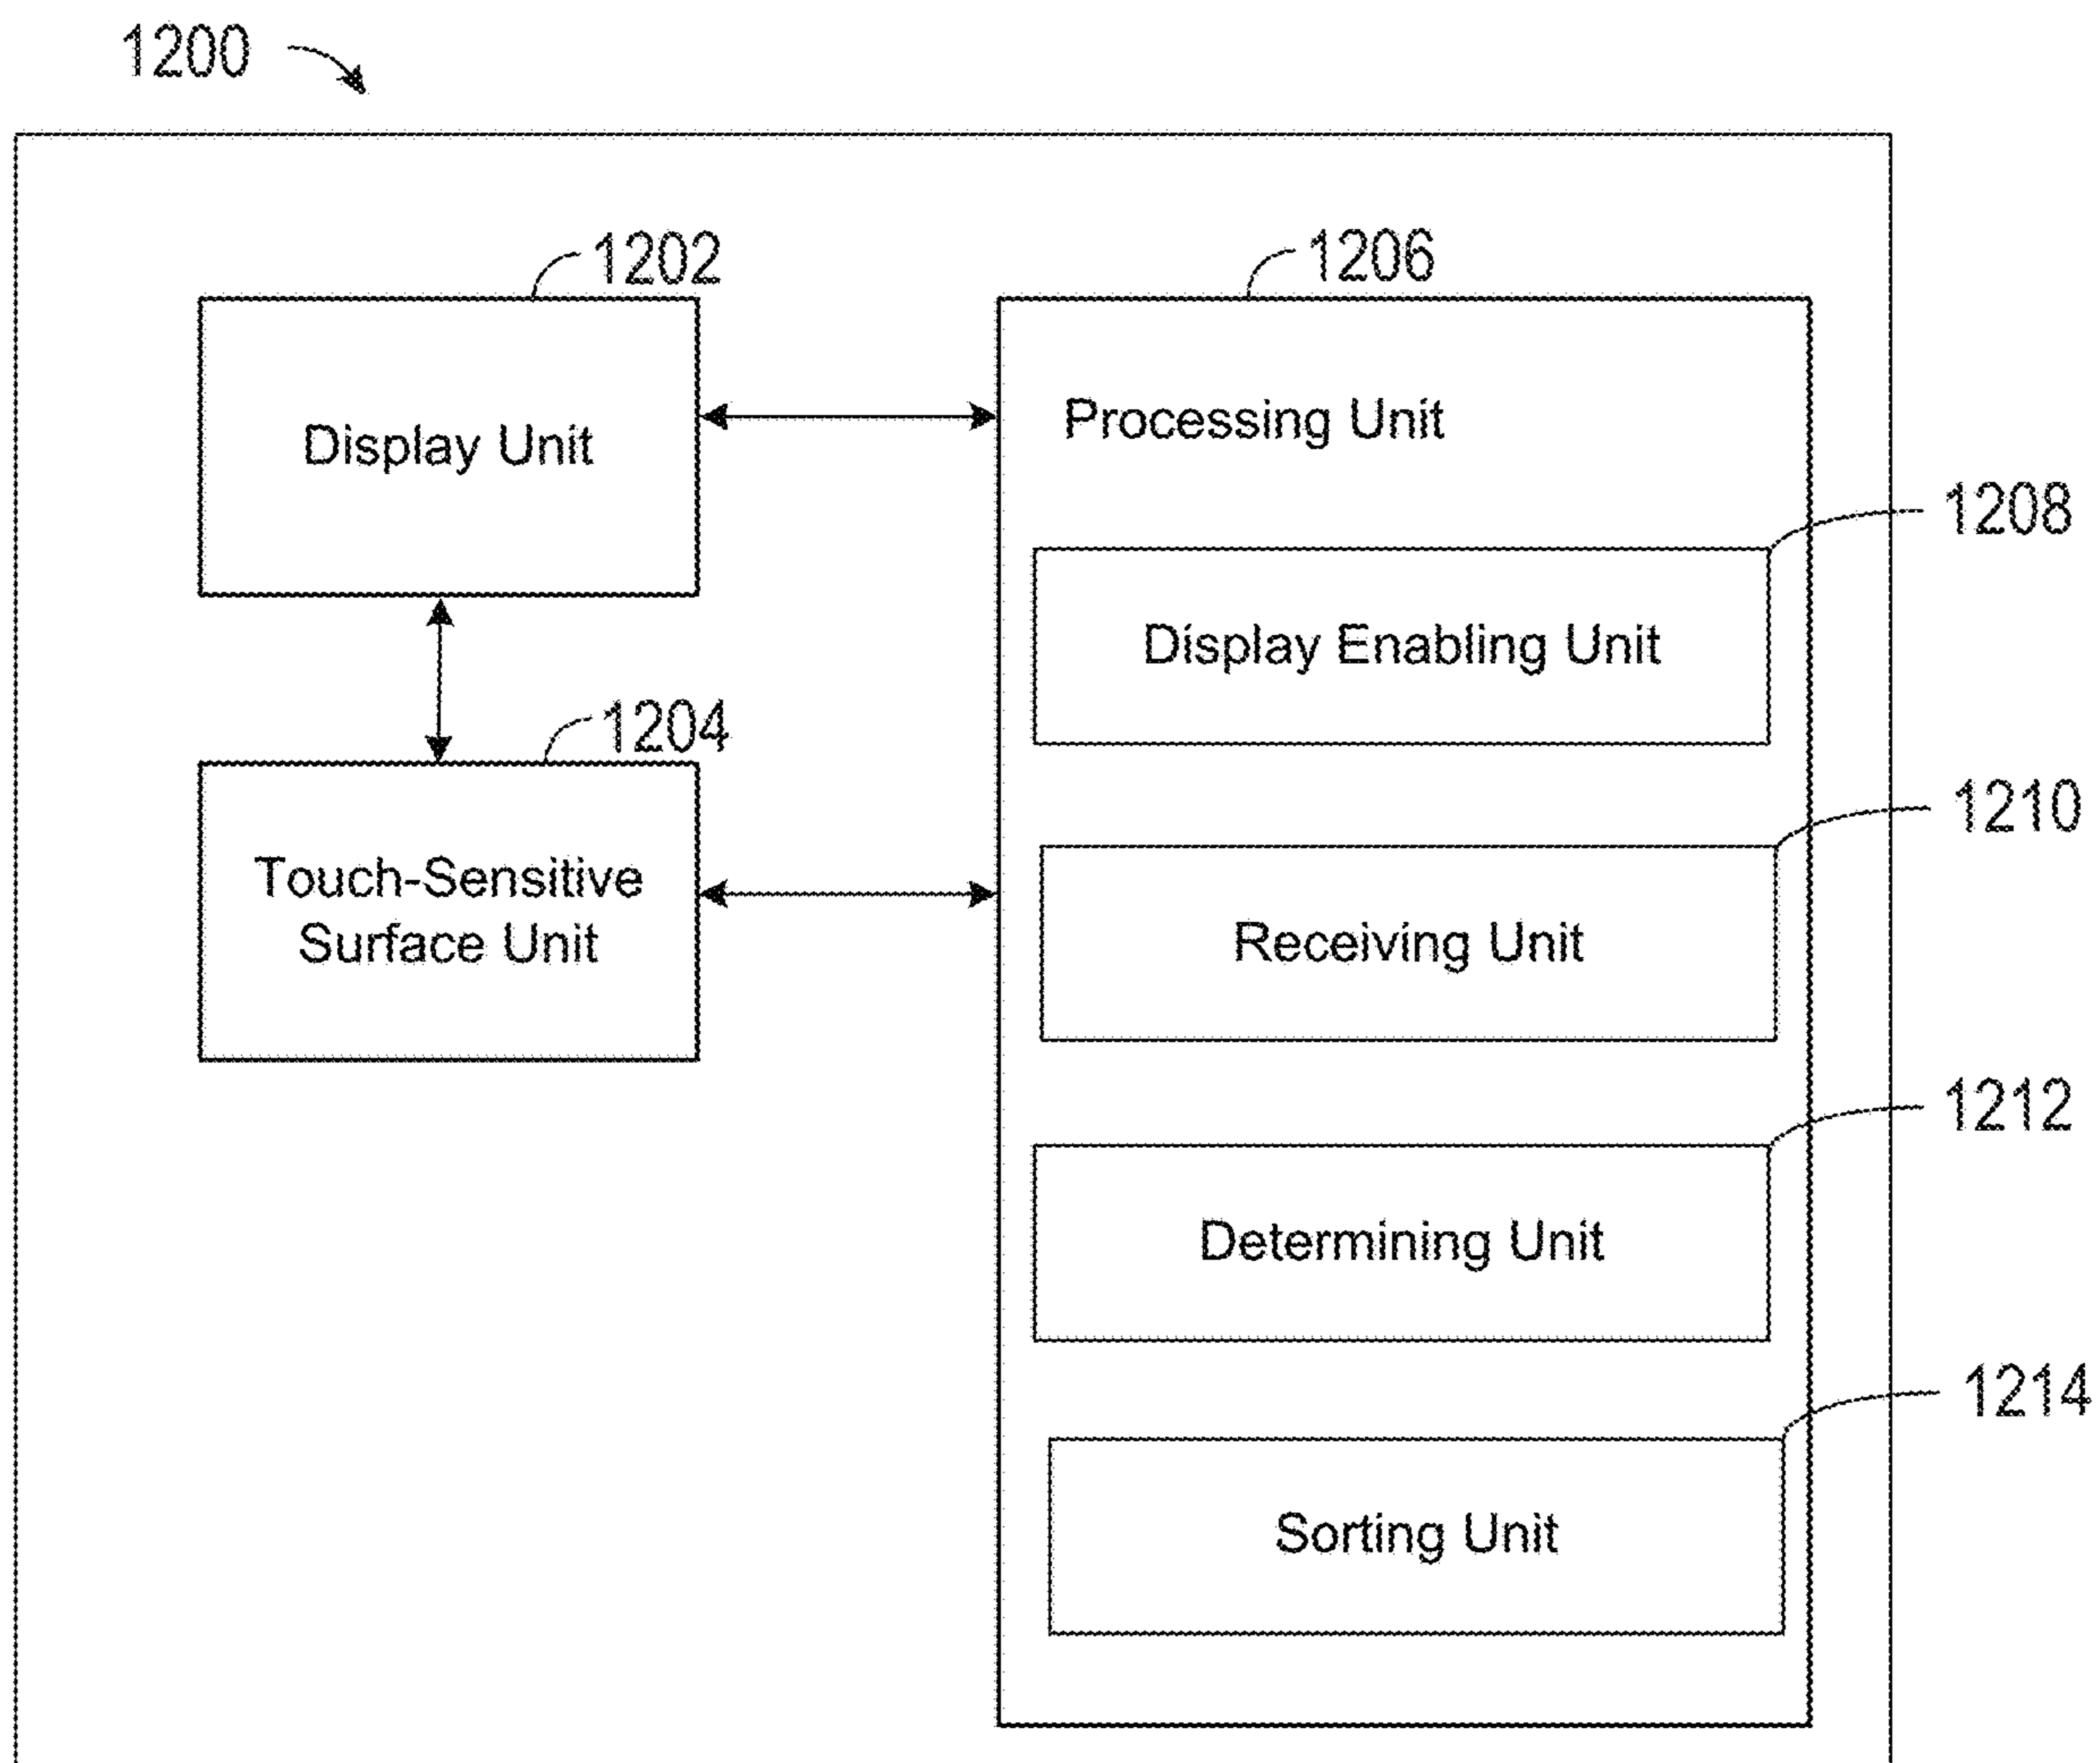 1200
1202
1206
Display Unit
Processing Unit
1208
Display Enabling Unit
1204
1210
Touch-Sensitive
Surface Unit
Receiving Unit
1212
Determining Unit
1214
Sorting Unit